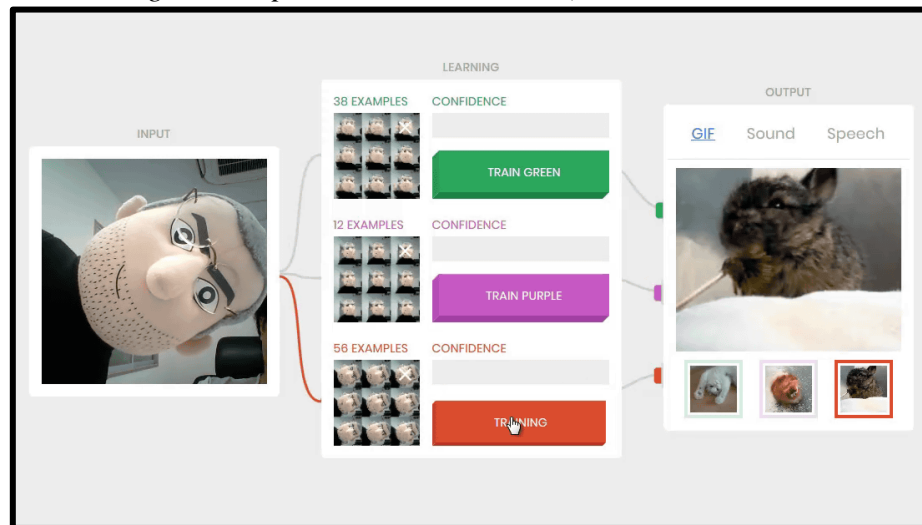 LEARNING
OUTPUT
38 EXAMPLES CONFIDENCE
INPUT
GIF Sound Speech
TRAIN GREEN
12 EXAMPLES CONFIDENCE
TRAIN PURPLE
56 EXAMPLES CONFIDENCE
TRAINING